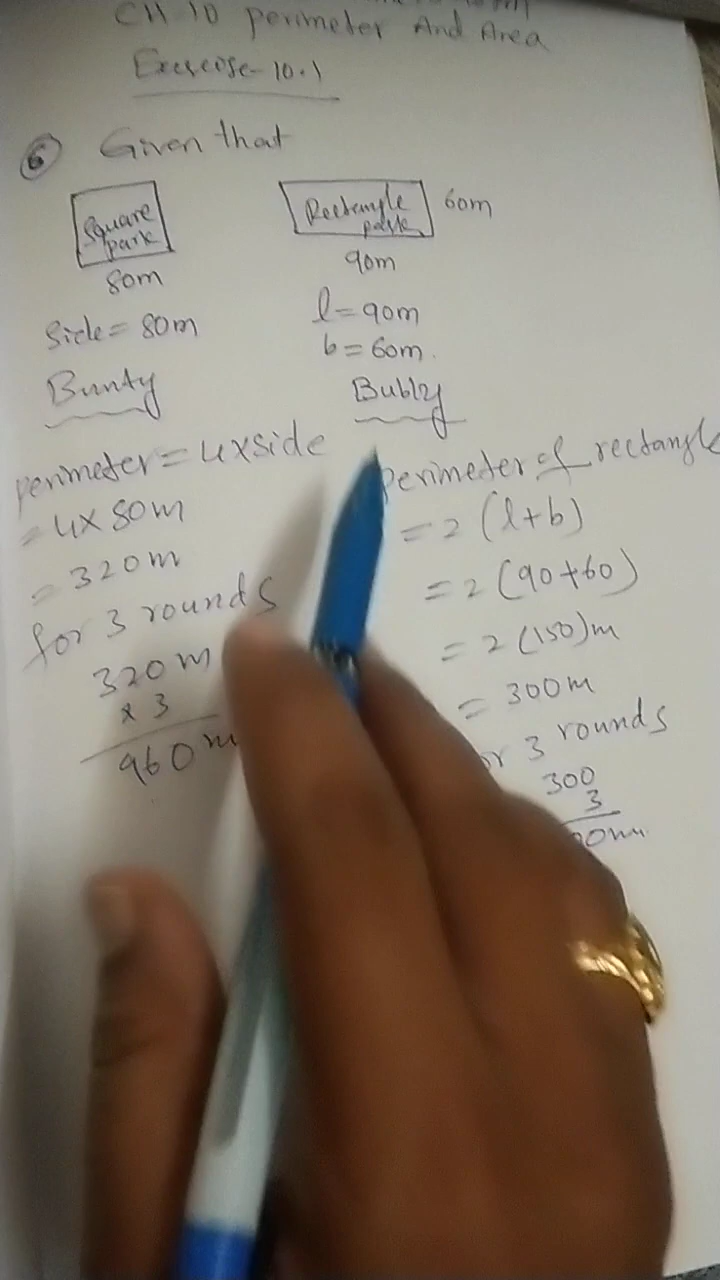 CH-10 perimeter And Area
Exercise-10.1
6 Given that
Square park
80m
Side = 80m
Bunty
perimeter = 4xside
= 4x 80m
= 320m
for 3 rounds
320m
x 3
960m
Rectangle park 60m
90m
l = 90m
b = 60m.
Bubly
perimeter of rectangle
= 2 (l+b)
= 2 (90+60)
= 2 (150)m
= 300m
or 3 rounds
300
3
00m